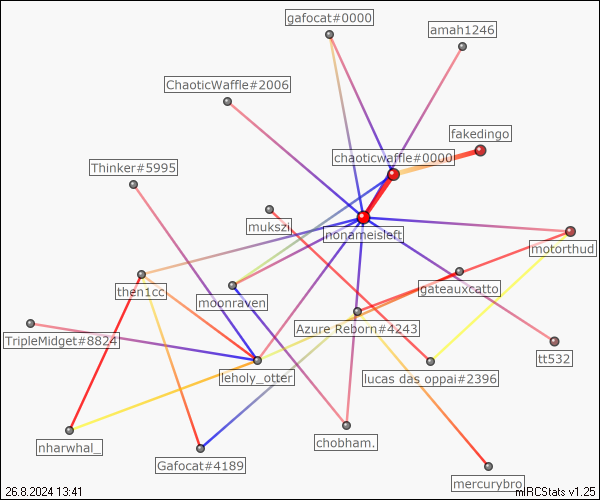 gafocat#0000
amah1246
ChaoticWaffle#2006
fakedingo
chaoticwaffle#0000
Thinker#5995
mukszi
nonameisleft
motorthud
then1cc
moonraven
gateauxcatto
Azure Reborn#4243
TripleMidget#8824
tt532
leholy_otter
lucas das oppai#2396
nharwhal_
chobham.
Gafocat#4189
mercurybro
26.8.2024 13:41
mIRCStats v1.25